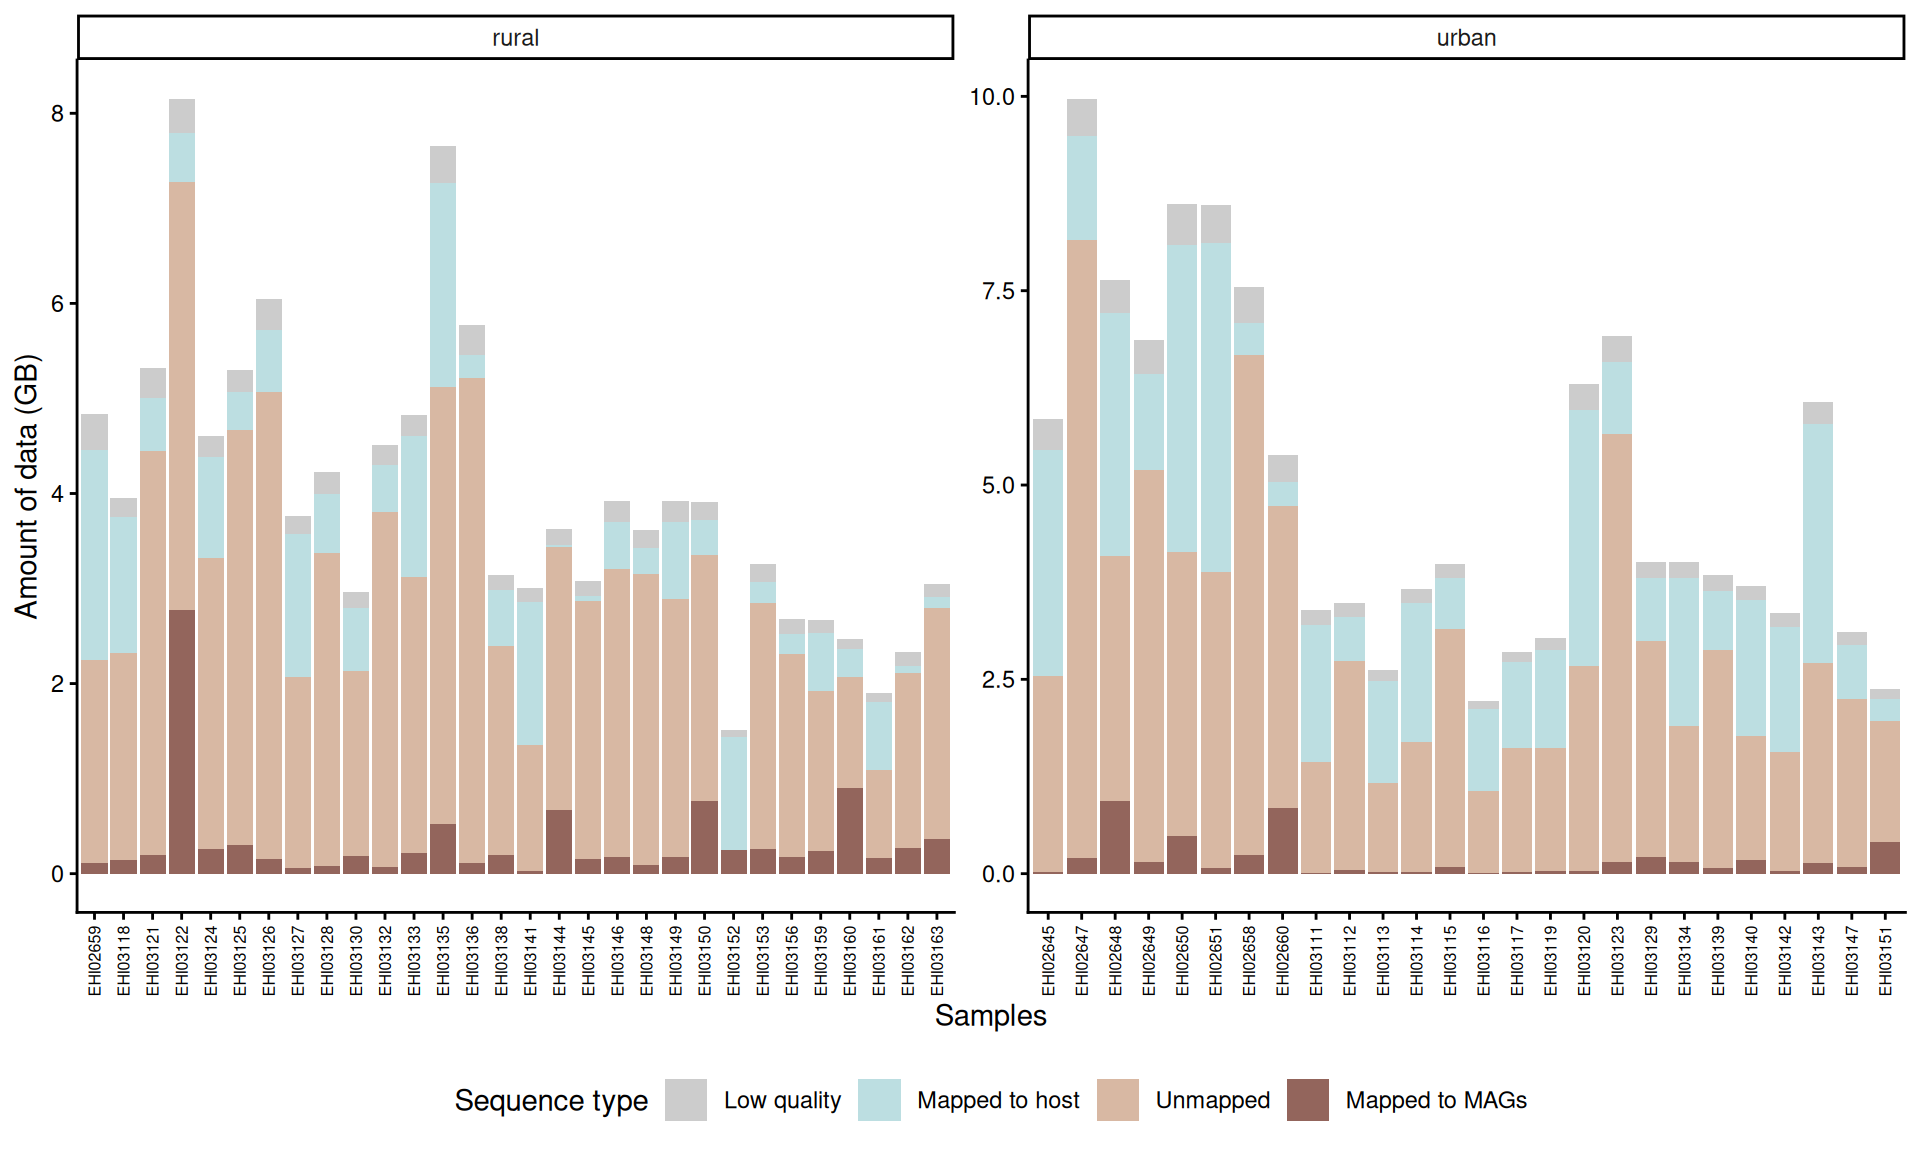 rural
urban
Amount of data (GB)
8
6
4
2
0
10.0
7.5
5.0
2.5
0.0
EHI02659
EHI03118
EHI03121
EHI03122
EHI03124
EHI03125
EHI03126
EHI03127
EHI03128
EHI03130
EHI03132
EHI03133
EHI03135
EHI03136
EHI03138
EHI03141
EHI03144
EHI03145
EHI03146
EHI03148
EHI03149
EHI03150
EHI03152
EHI03153
EHI03156
EHI03159
EHI03160
EHI03161
EHI03162
EHI03163
EHI02645
EHI02647
EHI02648
EHI02649
EHI02650
EHI02651
EHI02658
EHI02660
EHI03111
EHI03112
EHI03113
EHI03114
EHI03115
EHI03116
EHI03117
EHI03119
EHI03120
EHI03123
EHI03129
EHI03134
EHI03139
EHI03140
EHI03142
EHI03143
EHI03147
EHI03151
Samples
Sequence type Low quality Mapped to host Unmapped Mapped to MAGs